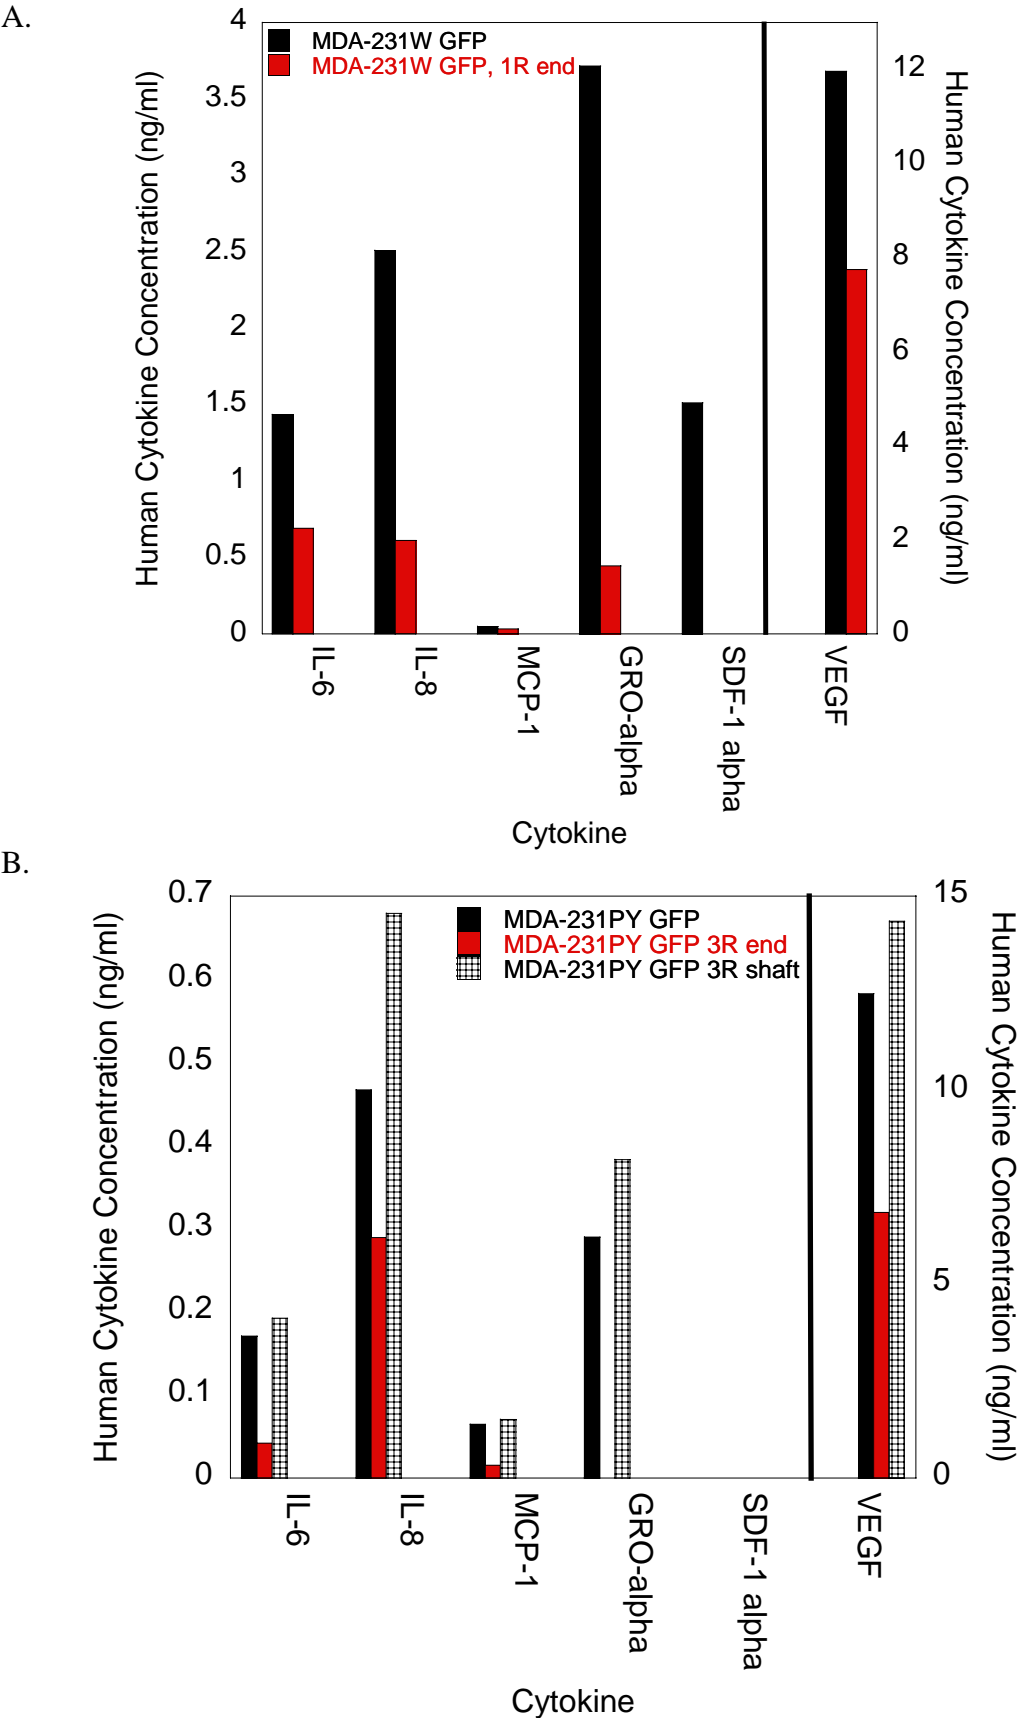 A.
MDA-231W GFP
MDA-231W GFP, 1R end
Human Cytokine Concentration (ng/ml)
4
3.5
3
2.5
2
1.5
1
0.5
0
12
10
8
6
4
2
0
Human Cytokine Concentration (ng/ml)
IL-6
IL-8
MCP-1
GRO-alpha
SDF-1 alpha
VEGF
Cytokine
B.
MDA-231PY GFP
MDA-231PY GFP 3R end
MDA-231PY GFP 3R shaft
Human Cytokine Concentration (ng/ml)
0.7
0.6
0.5
0.4
0.3
0.2
0.1
0
15
10
5
0
Human Cytokine Concentration (ng/ml)
IL-6
IL-8
MCP-1
GRO-alpha
SDF-1 alpha
VEGF
Cytokine